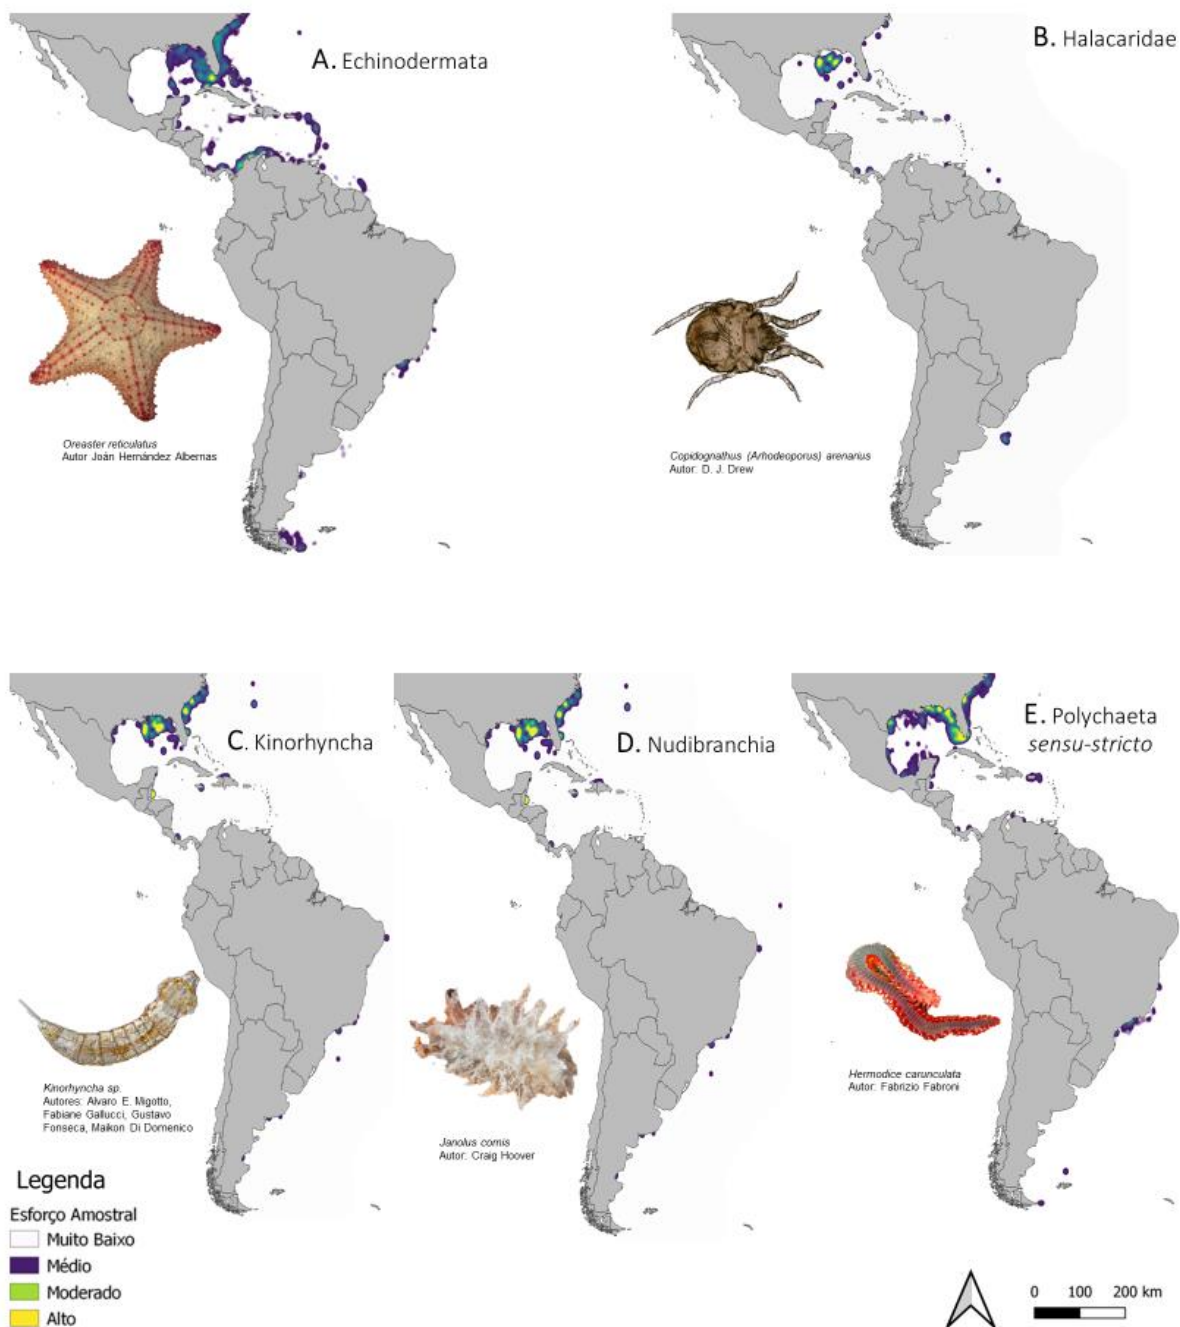 A. Echinodermata
B. Halacaridae
Oreaster reticulatus
Autor Joán Hernández Albernas
Copidognathus (Arhodeoporus) arenarius
Autor: D. J. Drew
C. Kinorhyncha
D. Nudibranchia
E. Polychaeta
sensu-stricto
Kinorhyncha sp.
Autores: Alvaro E. Migotto,
Fabiane Gallucci, Gustavo
Fonseca, Maikon Di Domenico
Janolus comis
Autor: Craig Hoover
Hermodice carunculata
Autor: Fabrizio Fabroni
Legenda
Esforço Amostral
Muito Baixo
Médio
Moderado
Alto
0 100 200 km